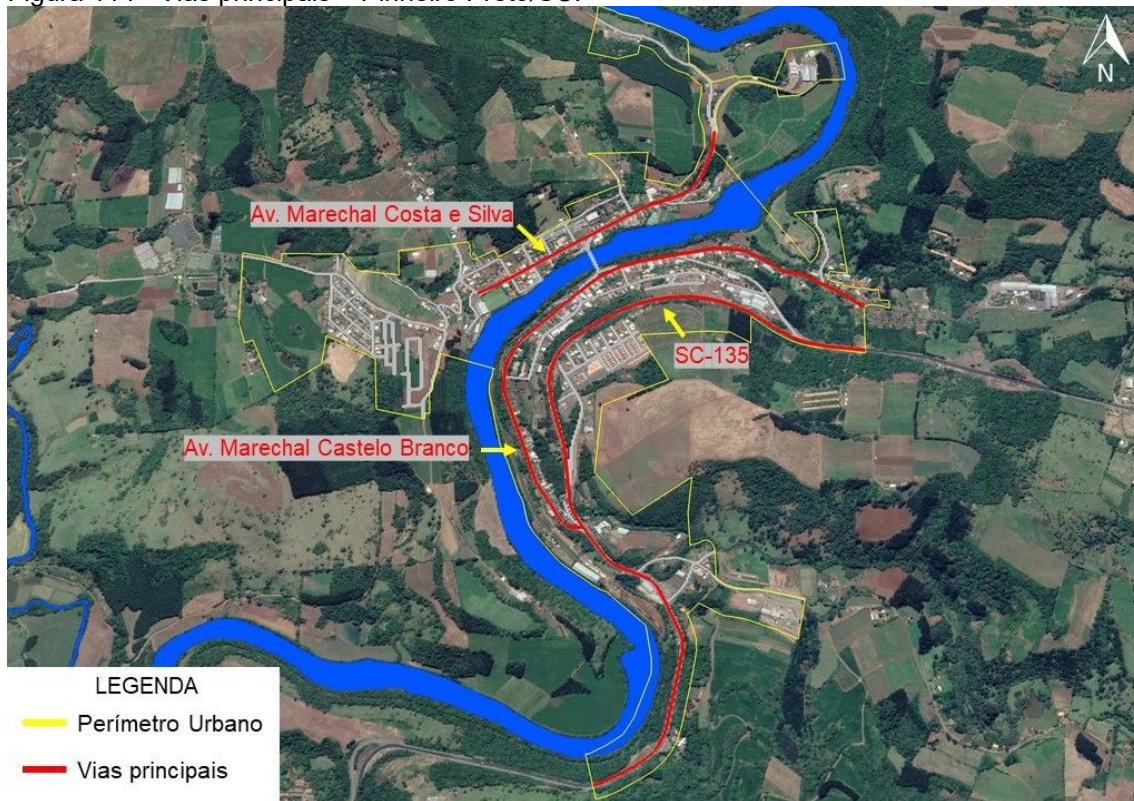 N
Av. Marechal Costa e Silva
SC-135
Av. Marechal Castelo Branco
LEGENDA
Perímetro Urbano
Vias principais